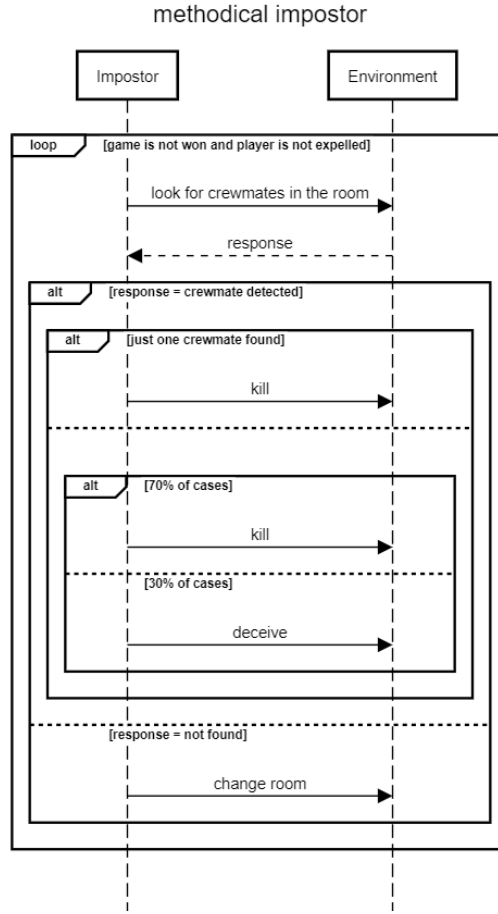 methodical impostor
Impostor
Environment
loop
[game is not won and player is not expelled]
look for crewmates in the room
response
alt
[response = crewmate detected]
alt
[just one crewmate found]
kill
alt
[70% of cases]
kill
[30% of cases]
deceive
[response = not found]
change room